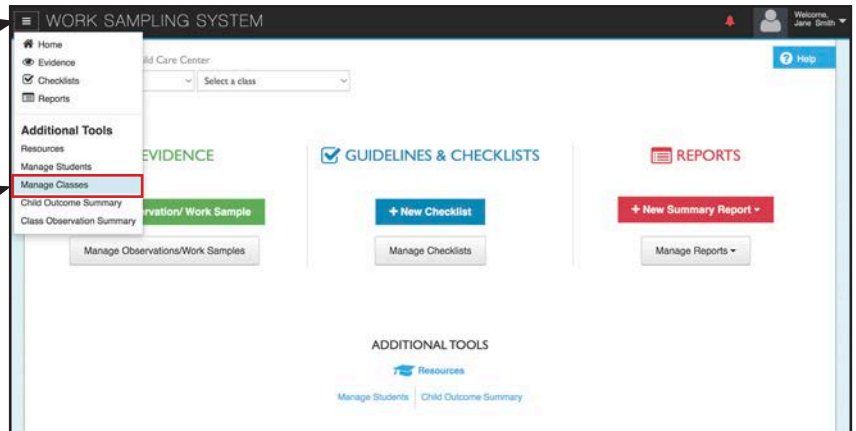 WORK SAMPLING SYSTEM
Welcome,
Jane Smith
Home
Evidence
Checklists
Reports
Additional Tools
Resources
Manage Students
Manage Classes
Child Outcome Summary
Class Observation Summary
ild Care Center
Select a class
Help
EVIDENCE
ervation/ Work Sample
Manage Observations/Work Samples
GUIDELINES & CHECKLISTS
+ New Checklist
Manage Checklists
REPORTS
+ New Summary Report
Manage Reports
ADDITIONAL TOOLS
Resources
Manage Students
Child Outcome Summary